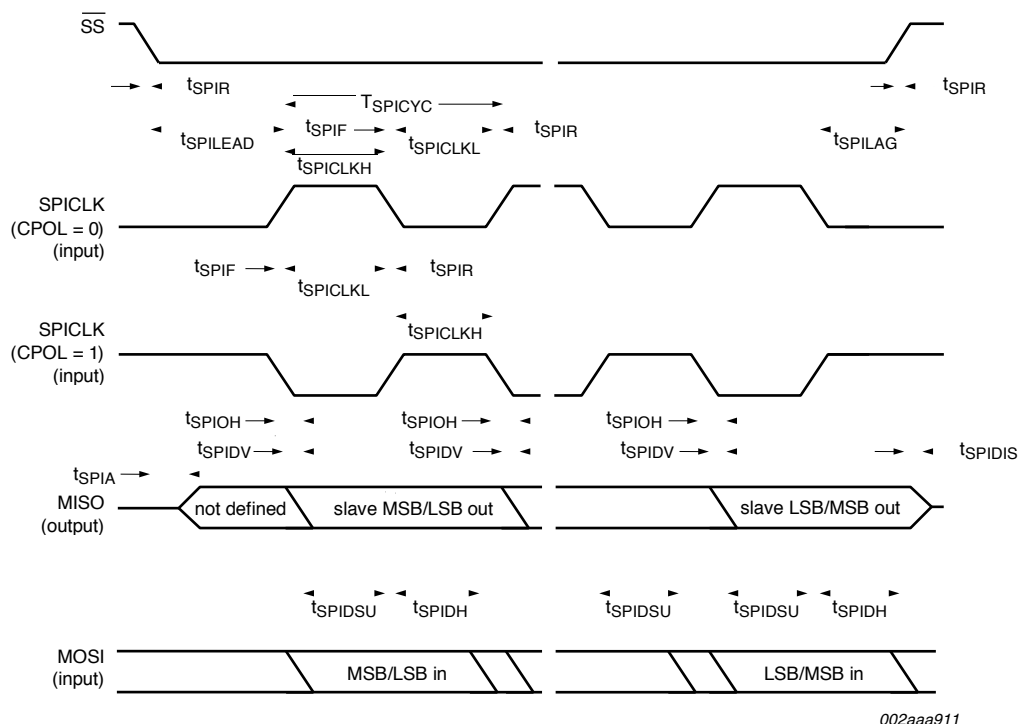 SS
tSPIR tSPIR
TSPICYC
tSPILEAD tSPIF tSPICLKL tSPIR tSPILAG
tSPICLKH
SPICLK
(CPOL = 0)
(input)
tSPIF tSPICLKL tSPIR
tSPICLKH
SPICLK
(CPOL = 1)
(input)
tSPIOH tSPIOH tSPIOH
tSPIDV tSPIDV tSPIDV tSPIDIS
tSPIA
MISO
(output)
not defined slave MSB/LSB out slave LSB/MSB out
tSPIDSU tSPIDH tSPIDSU tSPIDSU tSPIDH
MOSI
(input)
MSB/LSB in LSB/MSB in
002aaa911